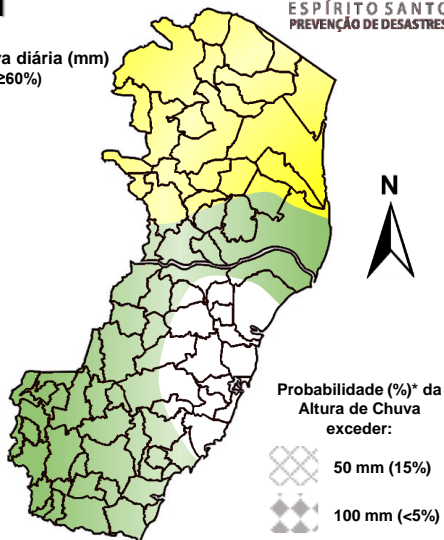 ESPÍRITO SANTO
PREVENÇÃO DE DESASTRES
va diária (mm)
≥60%)
N
Probabilidade (%)* da
Altura de Chuva
exceder:
50 mm (15%)
100 mm (<5%)